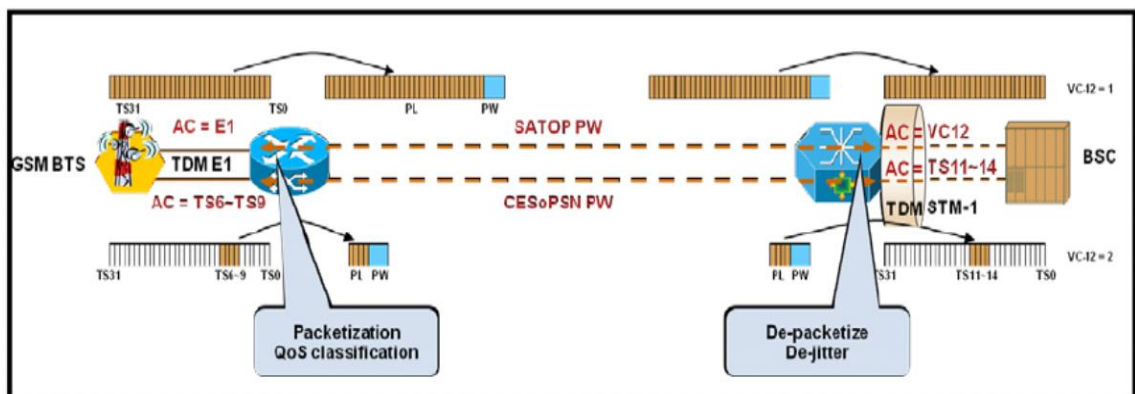 VC-12 = 1
TS31 TS0 PL PW
AC = E1 SATOP PW AC = VC12
GSM BTS TDM E1 AC = TS11~14 BSC
AC = TS6~TS9 CESoPSN PW
TDM STM-1
VC-12 = 2
TS31 TS6~9 TS0 PL PW PL PW TS31 TS11~14 TS0
Packetization
QoS classification
De-packetize
De-jitter